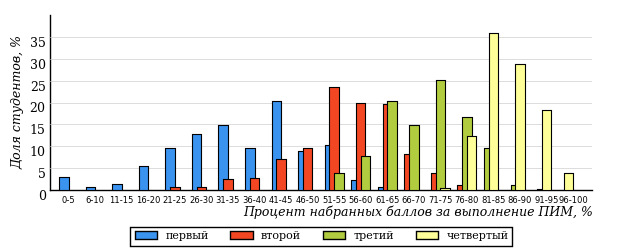 Доля студентов, %
35
30
25
20
15
10
5
0
0-5 6-10 11-15 16-20 21-25 26-30 31-35 36-40 41-45 46-50 51-55 56-60 61-65 66-70 71-75 76-80 81-85 86-90 91-95 96-100
Процент набранных баллов за выполнение ПИМ, %
первый второй третий четвертый